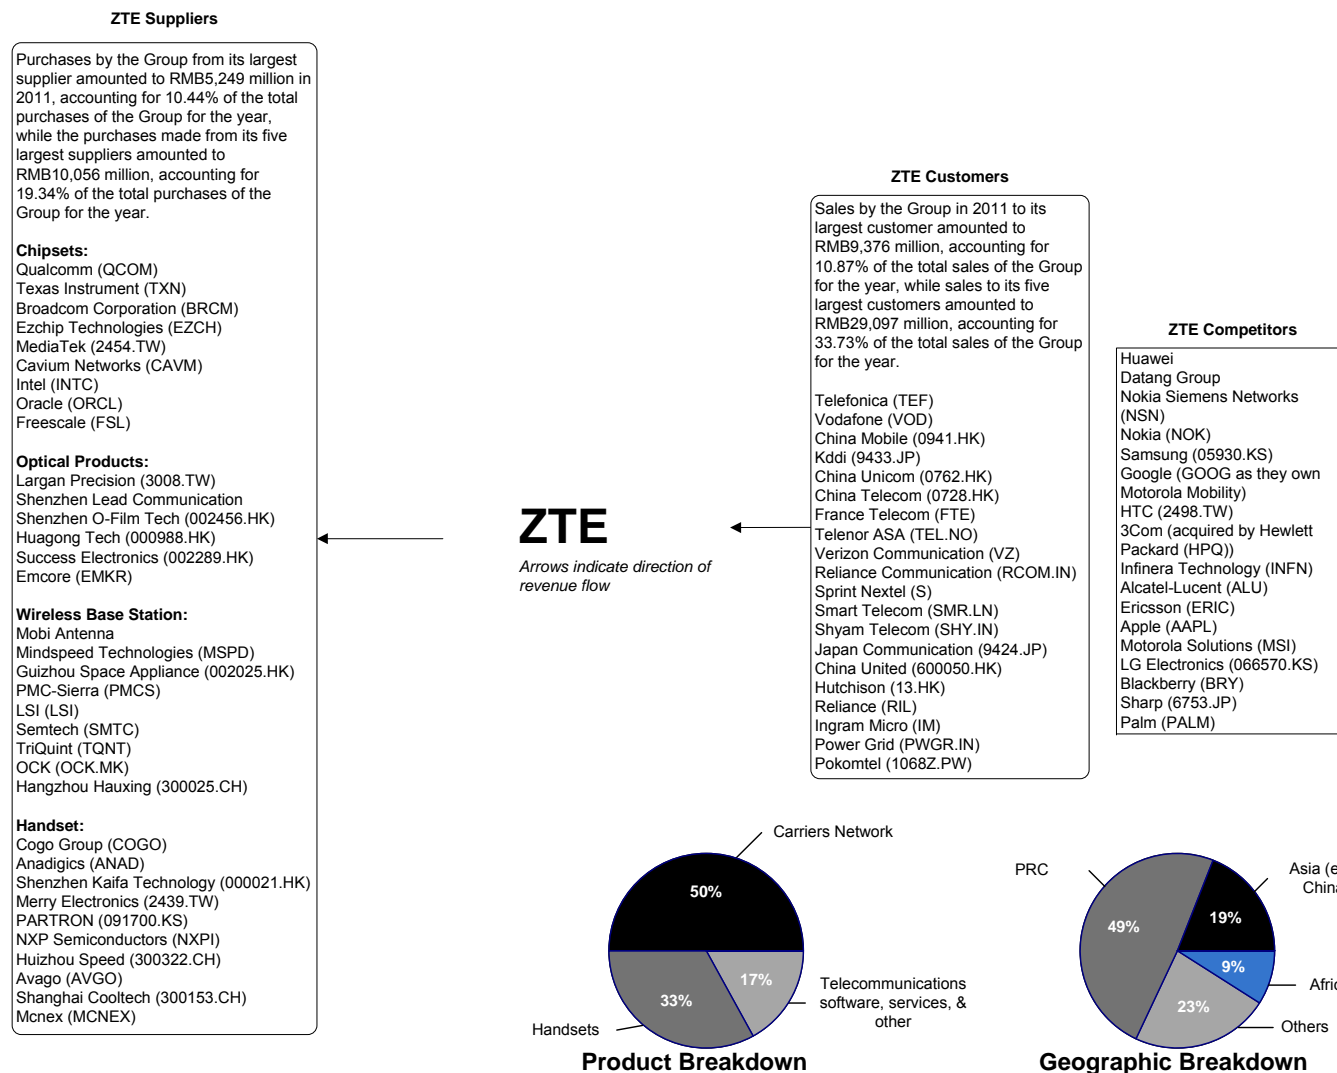 ZTE Suppliers
Purchases by the Group from its largest
supplier amounted to RMB5,249 million in
2011, accounting for 10.44% of the total
purchases of the Group for the year,
while the purchases made from its five
largest suppliers amounted to
RMB10,056 million, accounting for
19.34% of the total purchases of the
Group for the year.
Chipsets:
Qualcomm (QCOM)
Texas Instrument (TXN)
Broadcom Corporation (BRCM)
Ezchip Technologies (EZCH)
MediaTek (2454.TW)
Cavium Networks (CAVM)
Intel (INTC)
Oracle (ORCL)
Freescale (FSL)
Optical Products:
Largan Precision (3008.TW)
Shenzhen Lead Communication
Shenzhen O-Film Tech (002456.HK)
Huagong Tech (000988.HK)
Success Electronics (002289.HK)
Emcore (EMKR)
Wireless Base Station:
Mobi Antenna
Mindspeed Technologies (MSPD)
Guizhou Space Appliance (002025.HK)
PMC-Sierra (PMCS)
LSI (LSI)
Semtech (SMTC)
TriQuint (TQNT)
OCK (OCK.MK)
Hangzhou Hauxing (300025.CH)
Handset:
Cogo Group (COGO)
Anadigics (ANAD)
Shenzhen Kaifa Technology (000021.HK)
Merry Electronics (2439.TW)
PARTRON (091700.KS)
NXP Semiconductors (NXPI)
Huizhou Speed (300322.CH)
Avago (AVGO)
Shanghai Cooltech (300153.CH)
Mcnex (MCNEX)
ZTE
Arrows indicate direction of
revenue flow
ZTE Customers
Sales by the Group in 2011 to its
largest customer amounted to
RMB9,376 million, accounting for
10.87% of the total sales of the Group
for the year, while sales to its five
largest customers amounted to
RMB29,097 million, accounting for
33.73% of the total sales of the Group
for the year.
Telefonica (TEF)
Vodafone (VOD)
China Mobile (0941.HK)
Kddi (9433.JP)
China Unicom (0762.HK)
China Telecom (0728.HK)
France Telecom (FTE)
Telenor ASA (TEL.NO)
Verizon Communication (VZ)
Reliance Communication (RCOM.IN)
Sprint Nextel (S)
Smart Telecom (SMR.LN)
Shyam Telecom (SHY.IN)
Japan Communication (9424.JP)
China United (600050.HK)
Hutchison (13.HK)
Reliance (RIL)
Ingram Micro (IM)
Power Grid (PWGR.IN)
Pokomtel (1068Z.PW)
ZTE Competitors
Huawei
Datang Group
Nokia Siemens Networks
(NSN)
Nokia (NOK)
Samsung (05930.KS)
Google (GOOG as they own
Motorola Mobility)
HTC (2498.TW)
3Com (acquired by Hewlett
Packard (HPQ))
Infinera Technology (INFN)
Alcatel-Lucent (ALU)
Ericsson (ERIC)
Apple (AAPL)
Motorola Solutions (MSI)
LG Electronics (066570.KS)
Blackberry (BRY)
Sharp (6753.JP)
Palm (PALM)
Carriers Network
50%
17%
33%
Telecommunications
software, services, &
other
Handsets
Product Breakdown
PRC
Asia (e
China
49%
19%
9%
23%
Afric
Others
Geographic Breakdown